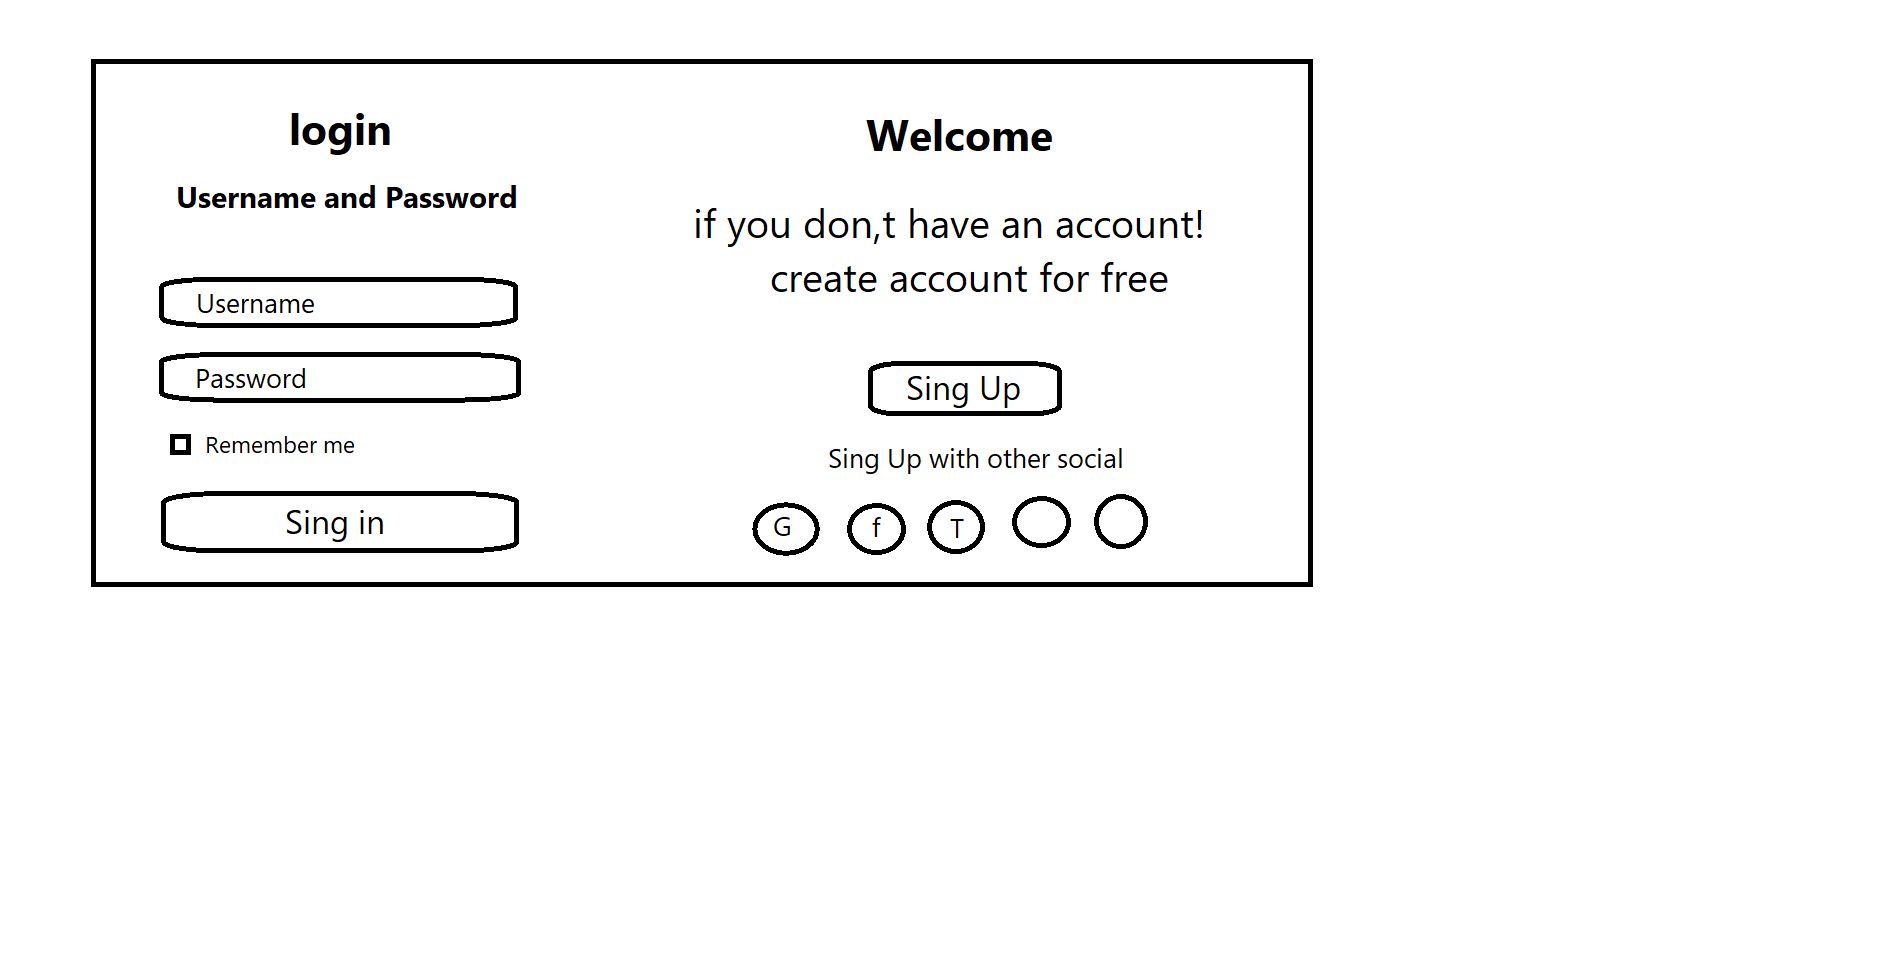 login
Username and Password
Username
Password
Remember me
Sing in
Welcome
if you don,t have an account!
create account for free
Sing Up
Sing Up with other social
G f T